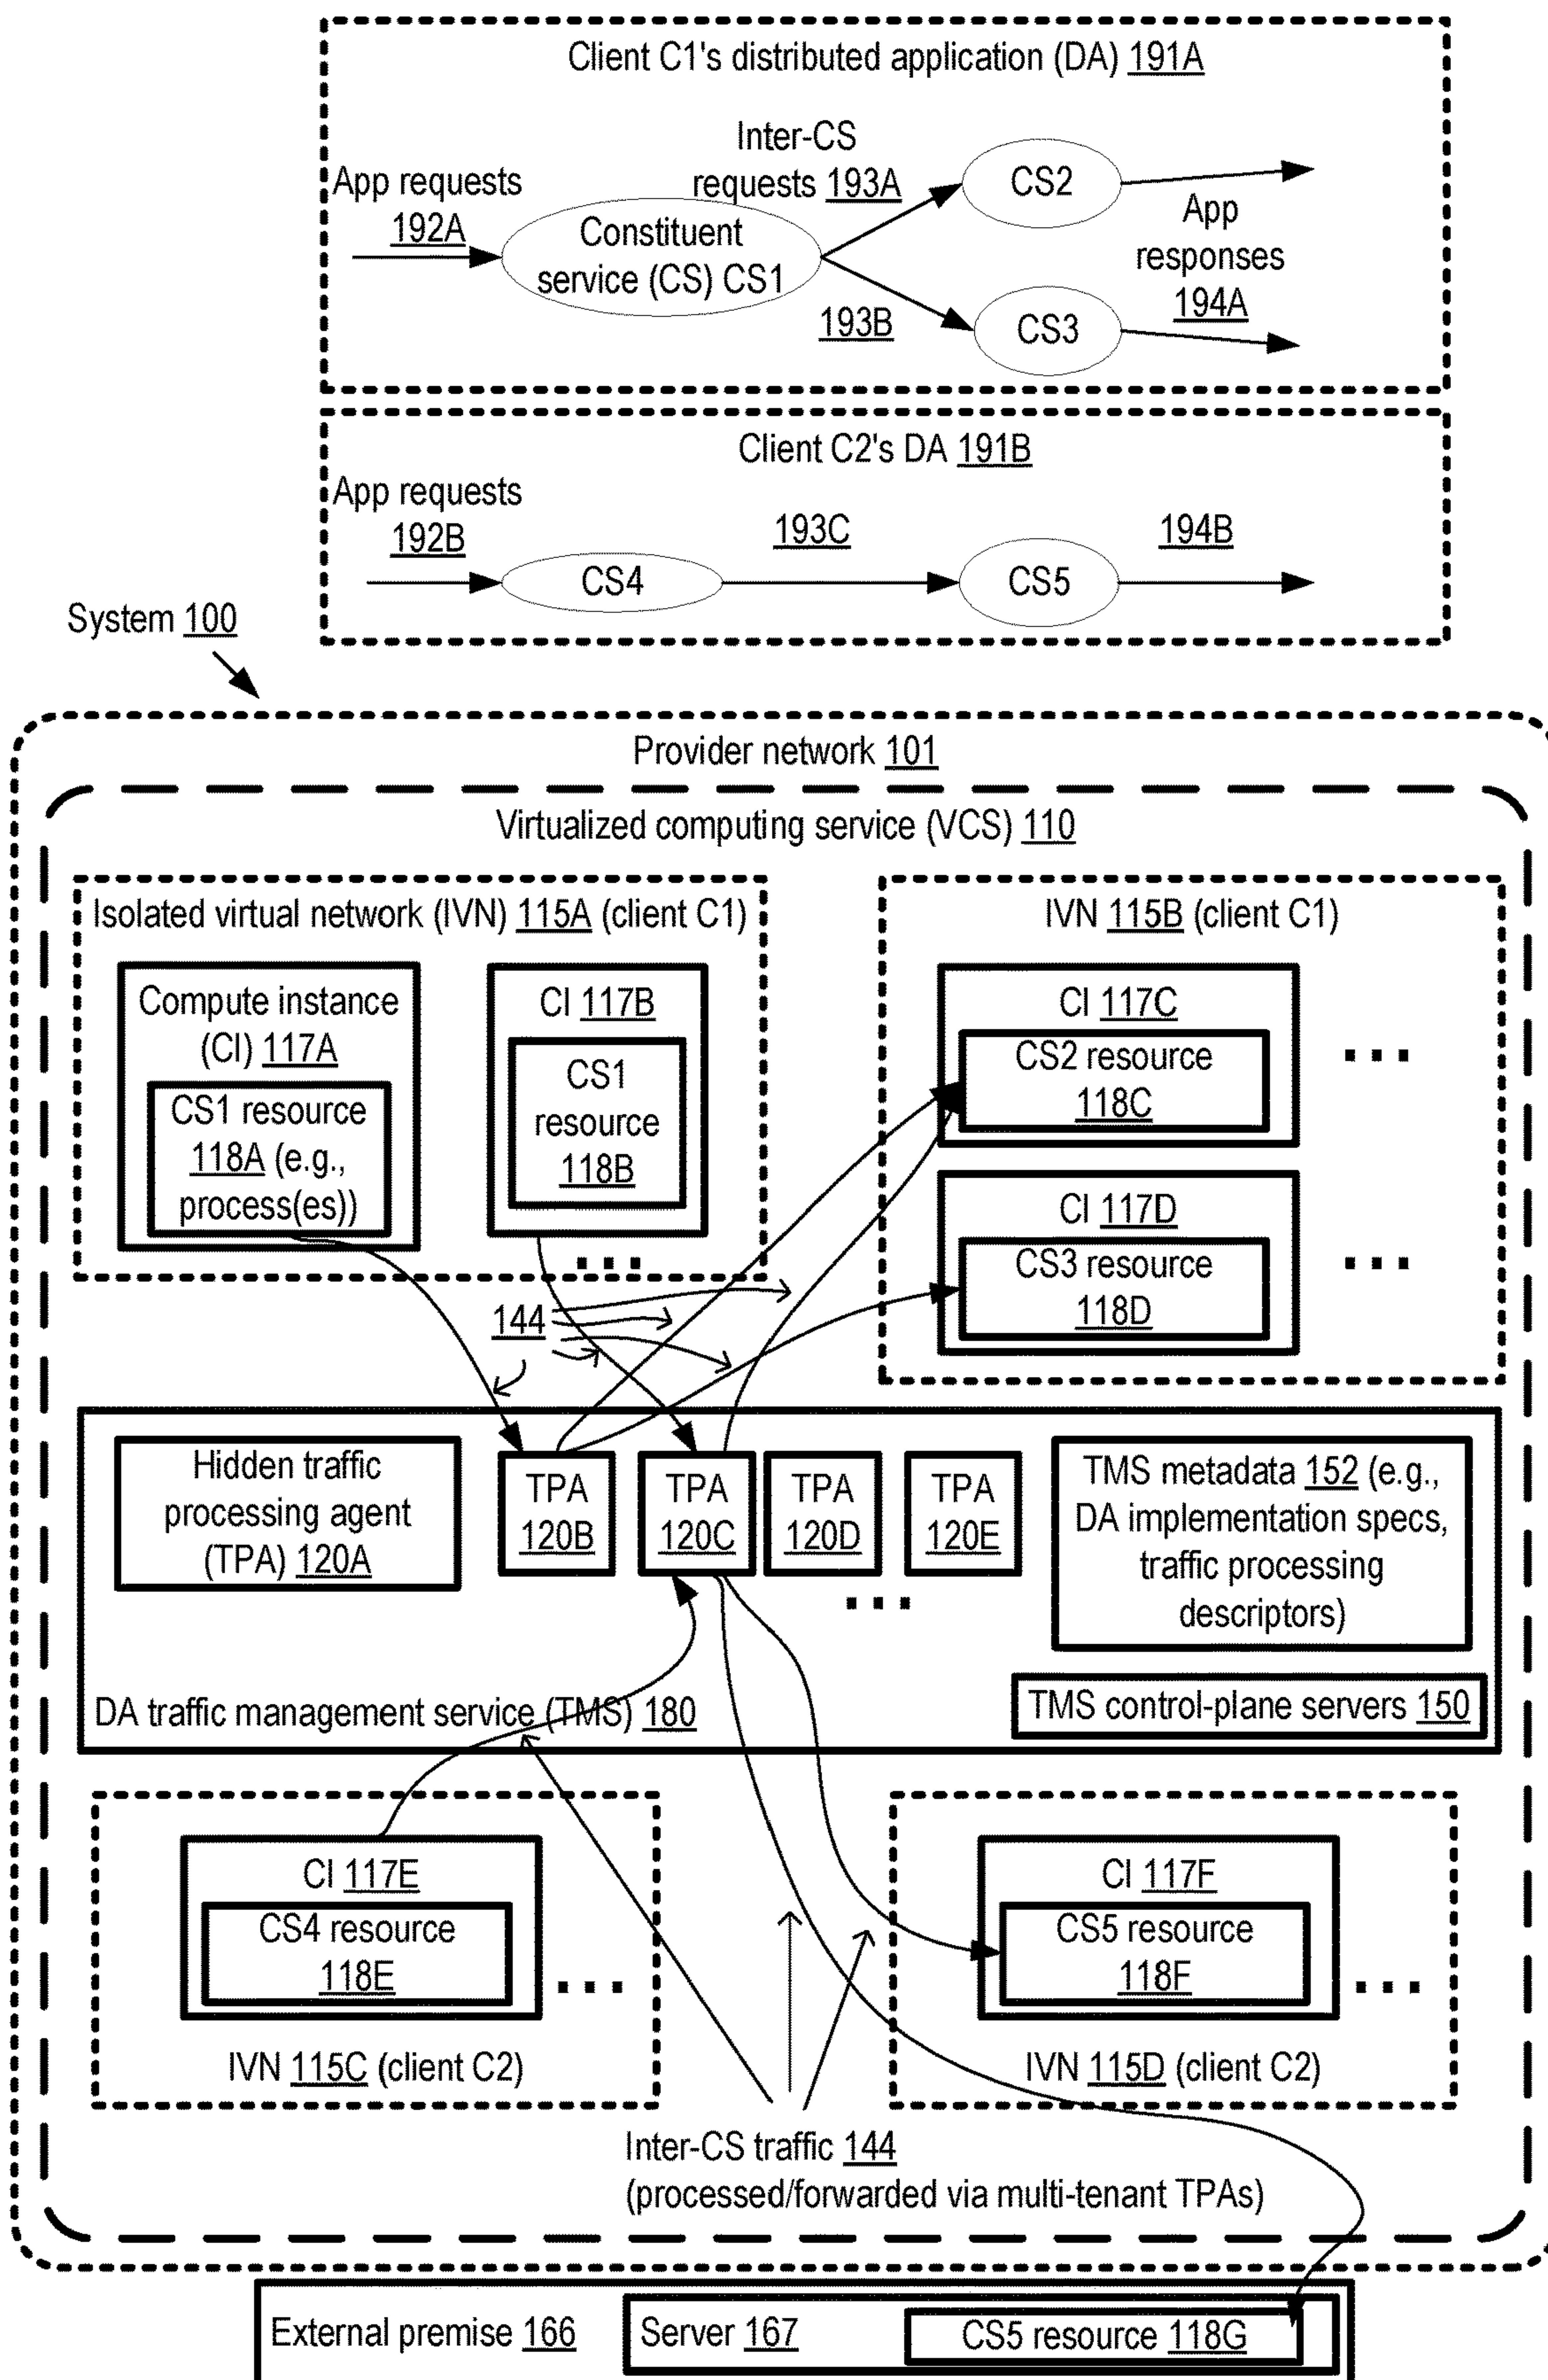 Client C1's distributed application (DA) 191A
Inter-CS
requests 193A
App requests
192A
Constituent
service (CS) CS1
CS2
App
responses
194A
193B
CS3
Client C2's DA 191B
App requests
192B
CS4
193C
CS5
194B
System 100
Provider network 101
Virtualized computing service (VCS) 110
Isolated virtual network (IVN) 115A (client C1)
Compute instance
(CI) 117A
CS1 resource
118A (e.g.,
process(es))
CI 117B
CS1
resource
118B
...
IVN 115B (client C1)
CI 117C
CS2 resource
118C
...
CI 117D
CS3 resource
118D
...
144
Hidden traffic
processing agent
(TPA) 120A
TPA
120B
TPA
120C
TPA
120D
TPA
120E
...
TMS metadata 152 (e.g.,
DA implementation specs,
traffic processing
descriptors)
DA traffic management service (TMS) 180
TMS control-plane servers 150
CI 117E
CS4 resource
118E
...
IVN 115C (client C2)
CI 117F
CS5 resource
118F
...
IVN 115D (client C2)
Inter-CS traffic 144
(processed/forwarded via multi-tenant TPAs)
External premise 166
Server 167
CS5 resource 118G